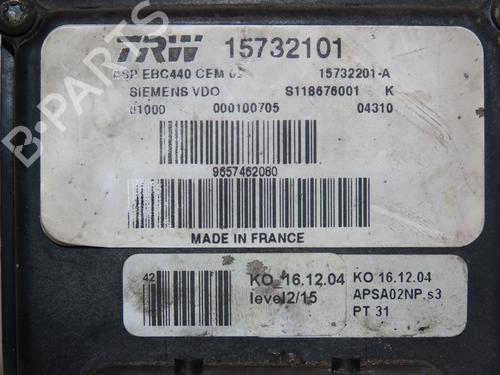 TRW 15732101
ESP EBC440 CEM 15732201-A
SIEMENS VDO S118676001 K
01000 000100705 04310
9657462080
MADE IN FRANCE
42 KO 16.12.04 KO 16.12.04
level2/15 APSA02NP.s3
PT 31
B-Parts